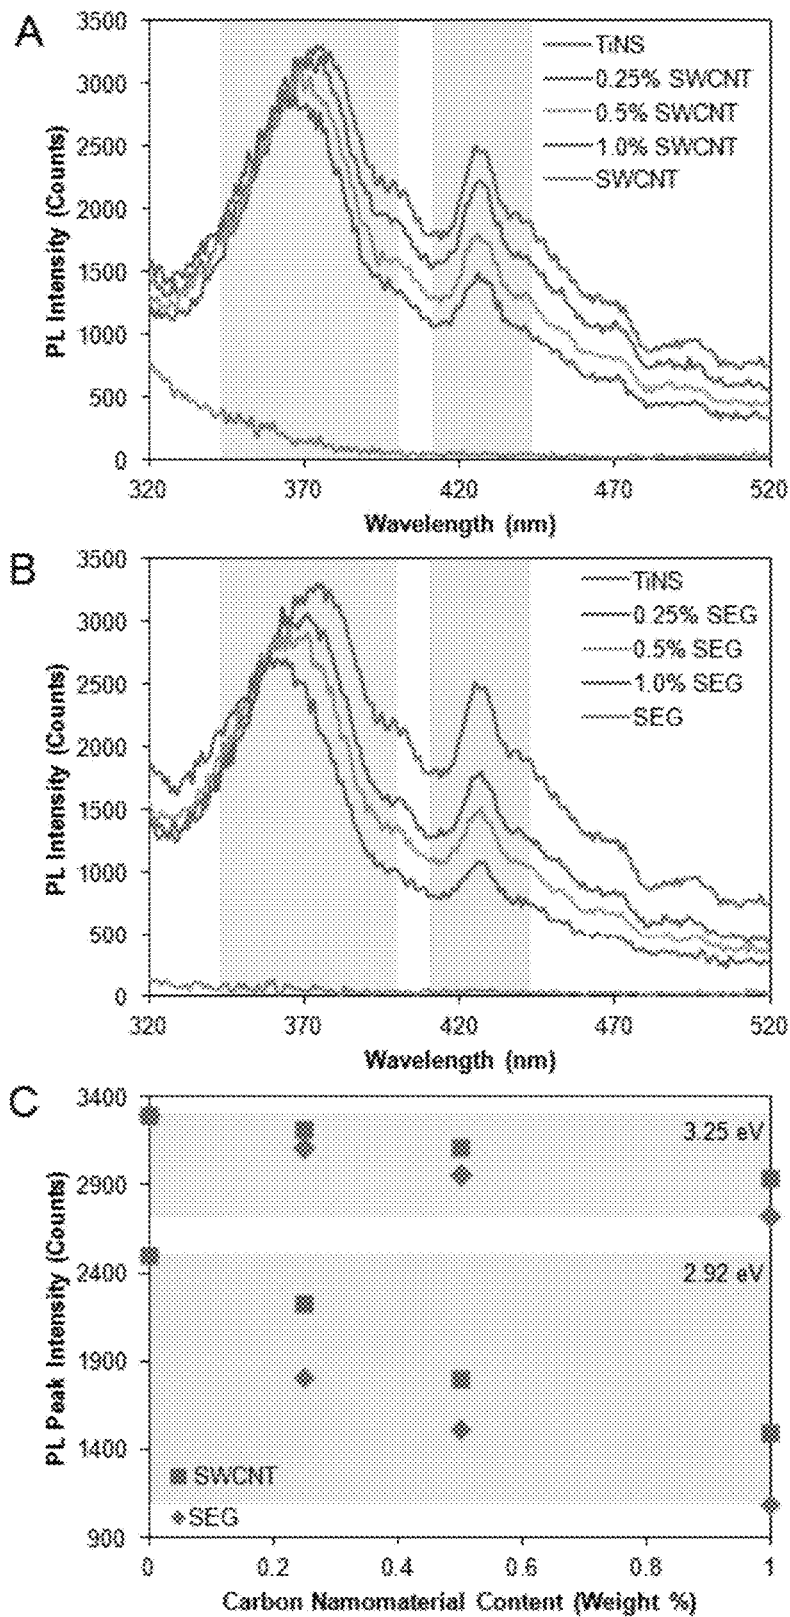 A
3500
3000
2500
2000
1500
1000
500
0
PL Intensity (Counts)
TiNS
0.25% SWCNT
0.5% SWCNT
1.0% SWCNT
SWCNT
320 370 420 470 520
Wavelength (nm)
B
3500
3000
2500
2000
1500
1000
500
0
PL Intensity (Counts)
TiNS
0.25% SEG
0.5% SEG
1.0% SEG
SEG
320 370 420 470 520
Wavelength (nm)
C
3400
2900
2400
1900
1400
900
PL Peak Intensity (Counts)
3.25 eV
2.92 eV
SWCNT
SEG
0 0.2 0.4 0.6 0.8 1
Carbon Namomaterial Content (Weight %)